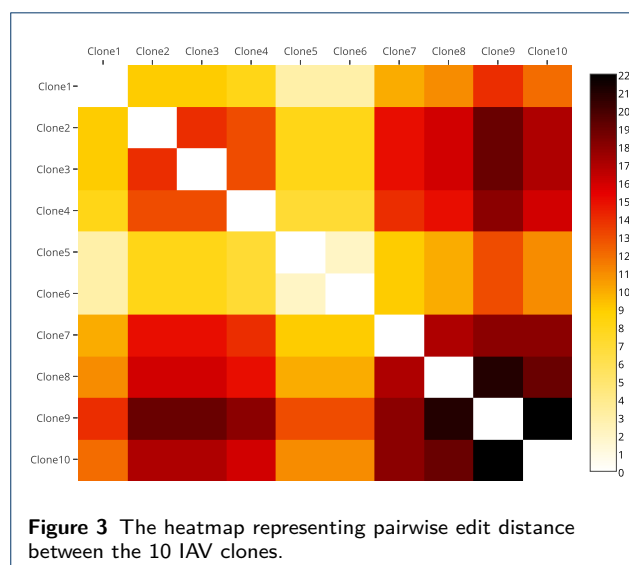 Clone1 Clone2 Clone3 Clone4 Clone5 Clone6 Clone7 Clone8 Clone9 Clone10
Clone1
Clone2
Clone3
Clone4
Clone5
Clone6
Clone7
Clone8
Clone9
Clone10
22
21
20
19
18
17
16
15
14
13
12
11
10
9
8
7
6
5
4
3
2
1
0
Figure 3 The heatmap representing pairwise edit distance
between the 10 IAV clones.